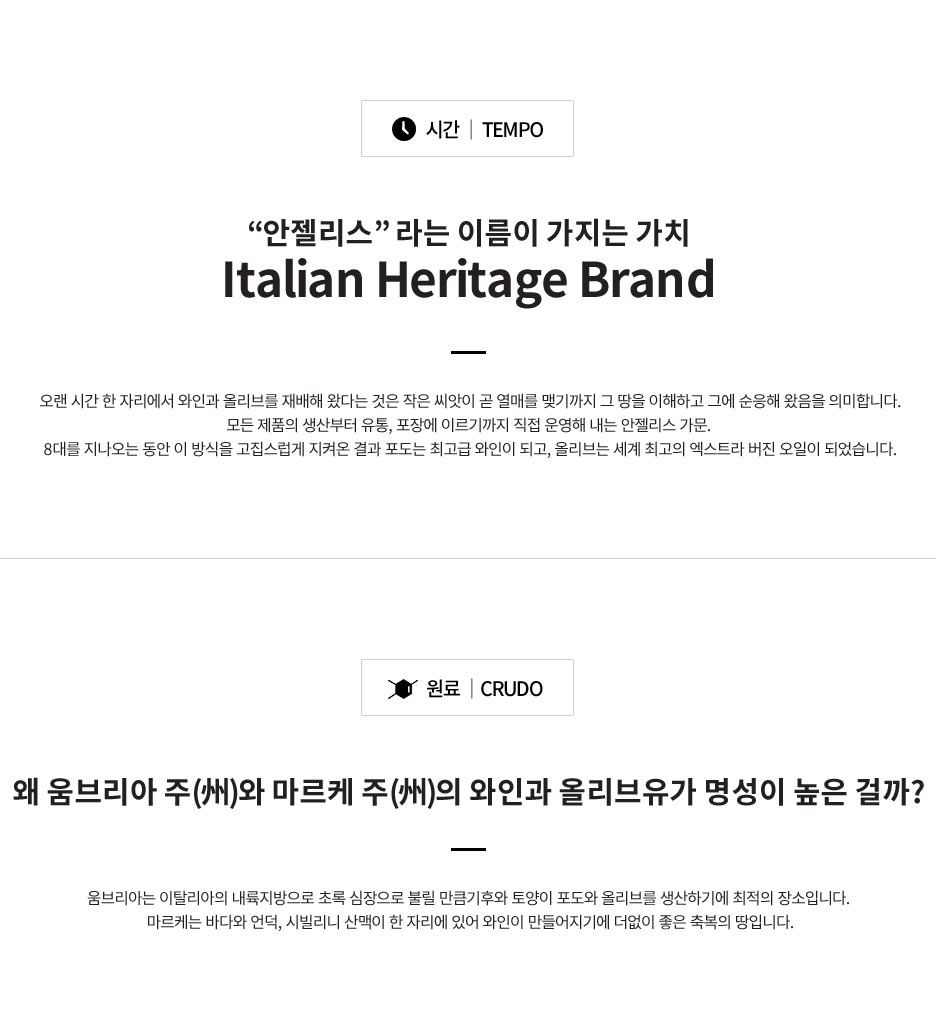 시간 | TEMPO
“안젤리스” 라는 이름이 가지는 가치
Italian Heritage Brand
오랜 시간 한 자리에서 와인과 올리브를 재배해 왔다는 것은 작은 씨앗이 곧 열매를 맺기까지 그 땅을 이해하고 그에 순응해 왔음을 의미합니다.
모든 제품의 생산부터 유통, 포장에 이르기까지 직접 운영해 내는 안젤리스 가문.
8대를 지나오는 동안 이 방식을 고집스럽게 지켜온 결과 포도는 최고급 와인이 되고, 올리브는 세계 최고의 엑스트라 버진 오일이 되었습니다.
원료 | CRUDO
왜 움브리아 주(州)와 마르케 주(州)의 와인과 올리브유가 명성이 높은 걸까?
움브리아는 이탈리아의 내륙지방으로 초록 심장으로 불릴 만큼기후와 토양이 포도와 올리브를 생산하기에 최적의 장소입니다.
마르케는 바다와 언덕, 시빌리니 산맥이 한 자리에 있어 와인이 만들어지기에 더없이 좋은 축복의 땅입니다.